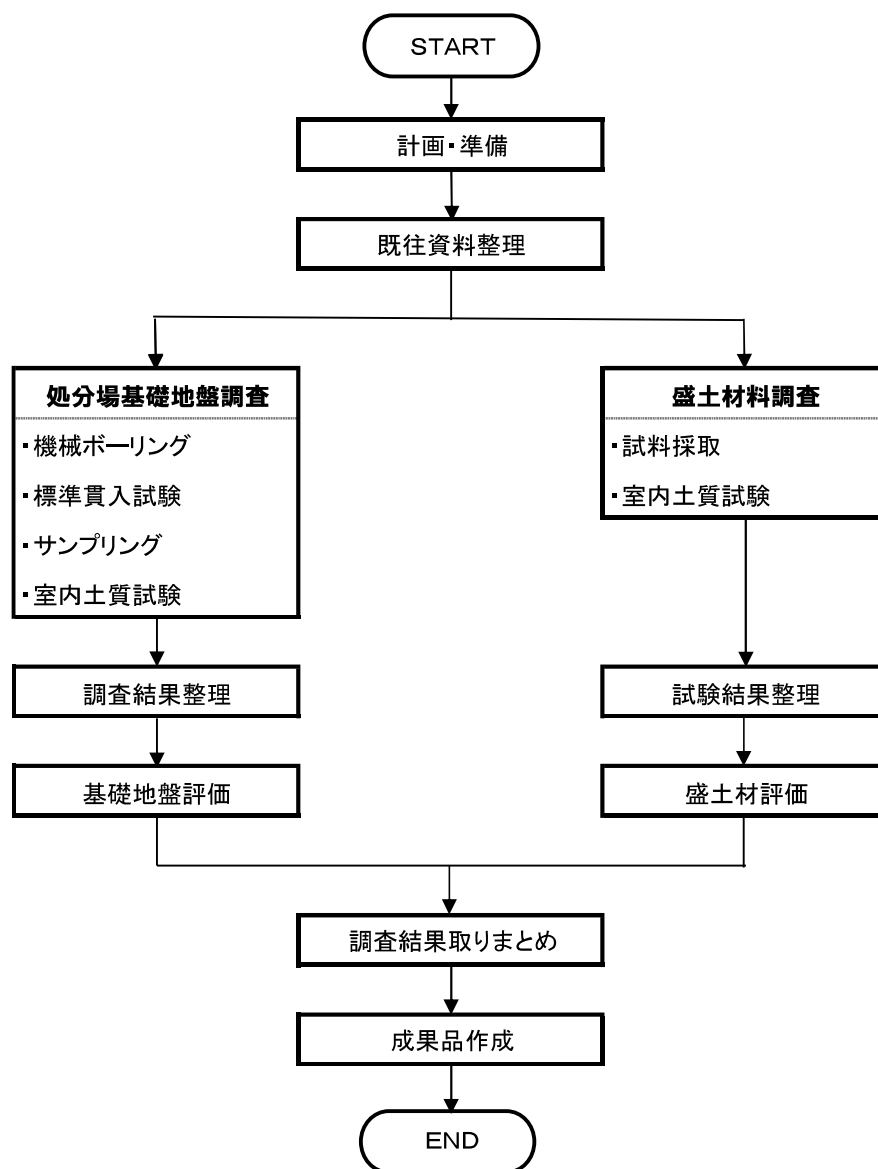 START
計画・準備
既往資料整理
処分場基礎地盤調査
・機械ボーリング
・標準貫入試験
・サンプリング
・室内土質試験
調査結果整理
基礎地盤評価
盛土材料調査
・試料採取
・室内土質試験
試験結果整理
盛土材評価
調査結果取りまとめ
成果品作成
END